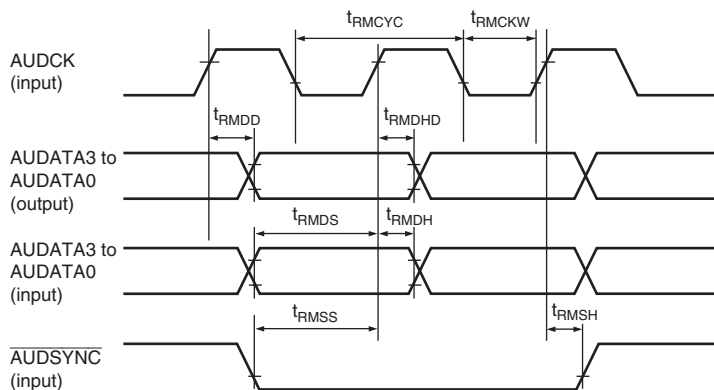 tRMCYC
tRMCKW
AUDCK
(input)
tRMDD
tRMDHD
AUDATA3 to
AUDATA0
(output)
tRMDS
tRMDH
AUDATA3 to
AUDATA0
(input)
tRMSS
tRMSH
AUDSYNC
(input)